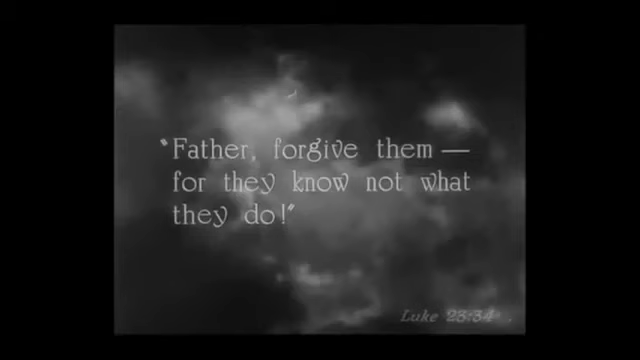 "Father, forgive them —
for they know not what
they do!"
Luke 23:34